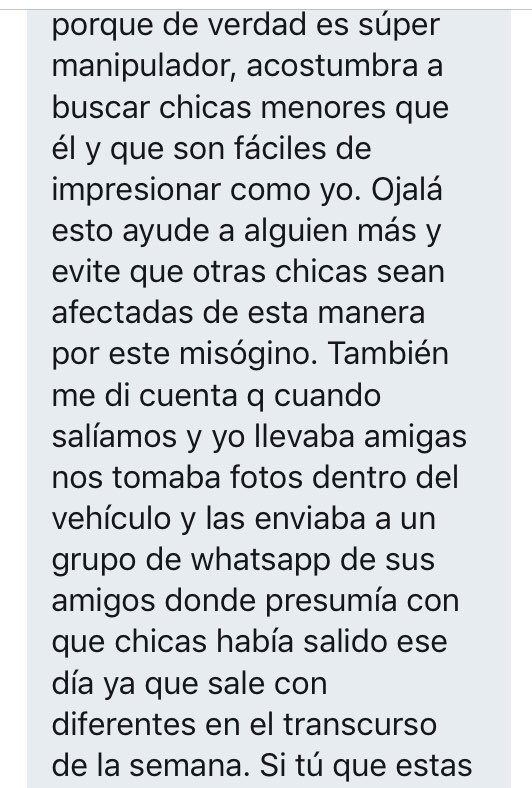 porque de verdad es súper
manipulador, acostumbra a
buscar chicas menores que
él y que son fáciles de
impresionar como yo. Ojalá
esto ayude a alguien más y
evite que otras chicas sean
afectadas de esta manera
por este misógino. También
me di cuenta q cuando
salíamos y yo llevaba amigas
nos tomaba fotos dentro del
vehículo y las enviaba a un
grupo de whatsapp de sus
amigos donde presumía con
que chicas había salido ese
día ya que sale con
diferentes en el transcurso
de la semana. Si tú que estas